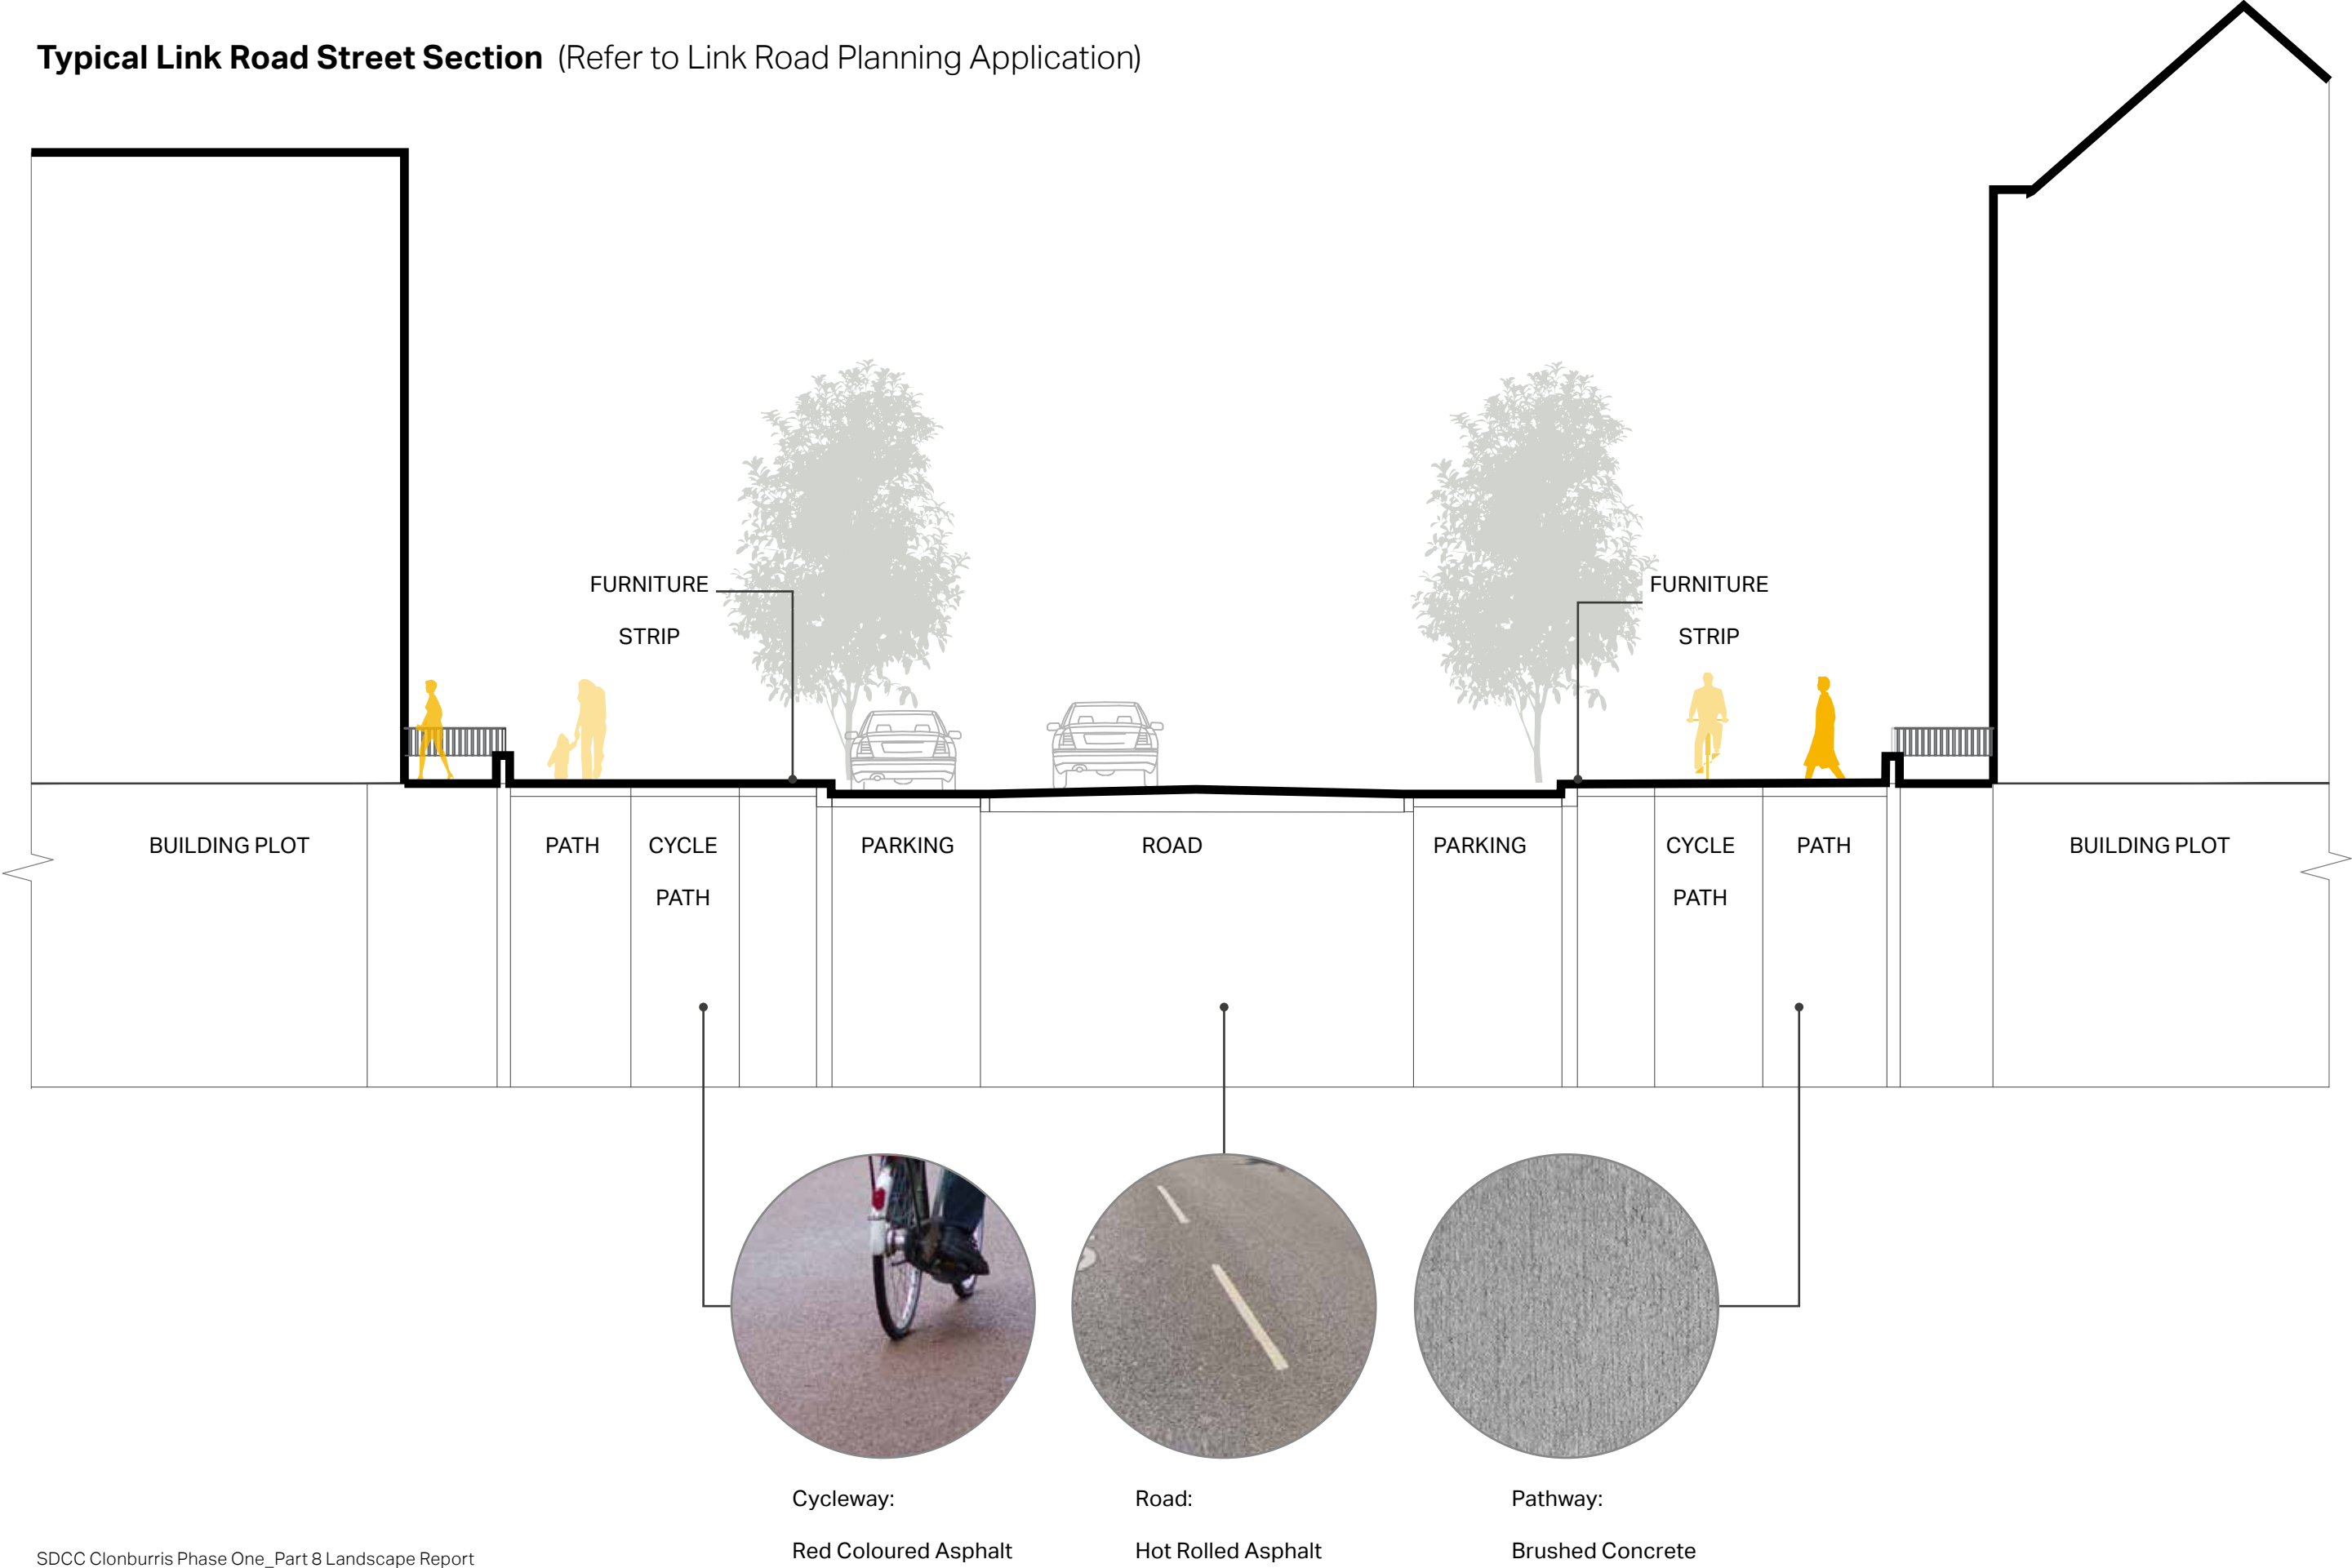 Typical Link Road Street Section (Refer to Link Road Planning Application)
FURNITURE
STRIP
FURNITURE
STRIP
BUILDING PLOT
PATH
CYCLE
PATH
PARKING
ROAD
PARKING
CYCLE
PATH
PATH
BUILDING PLOT
Cycleway:
Red Coloured Asphalt
Road:
Hot Rolled Asphalt
Pathway:
Brushed Concrete
SDCC Clonburris Phase One_Part 8 Landscape Report